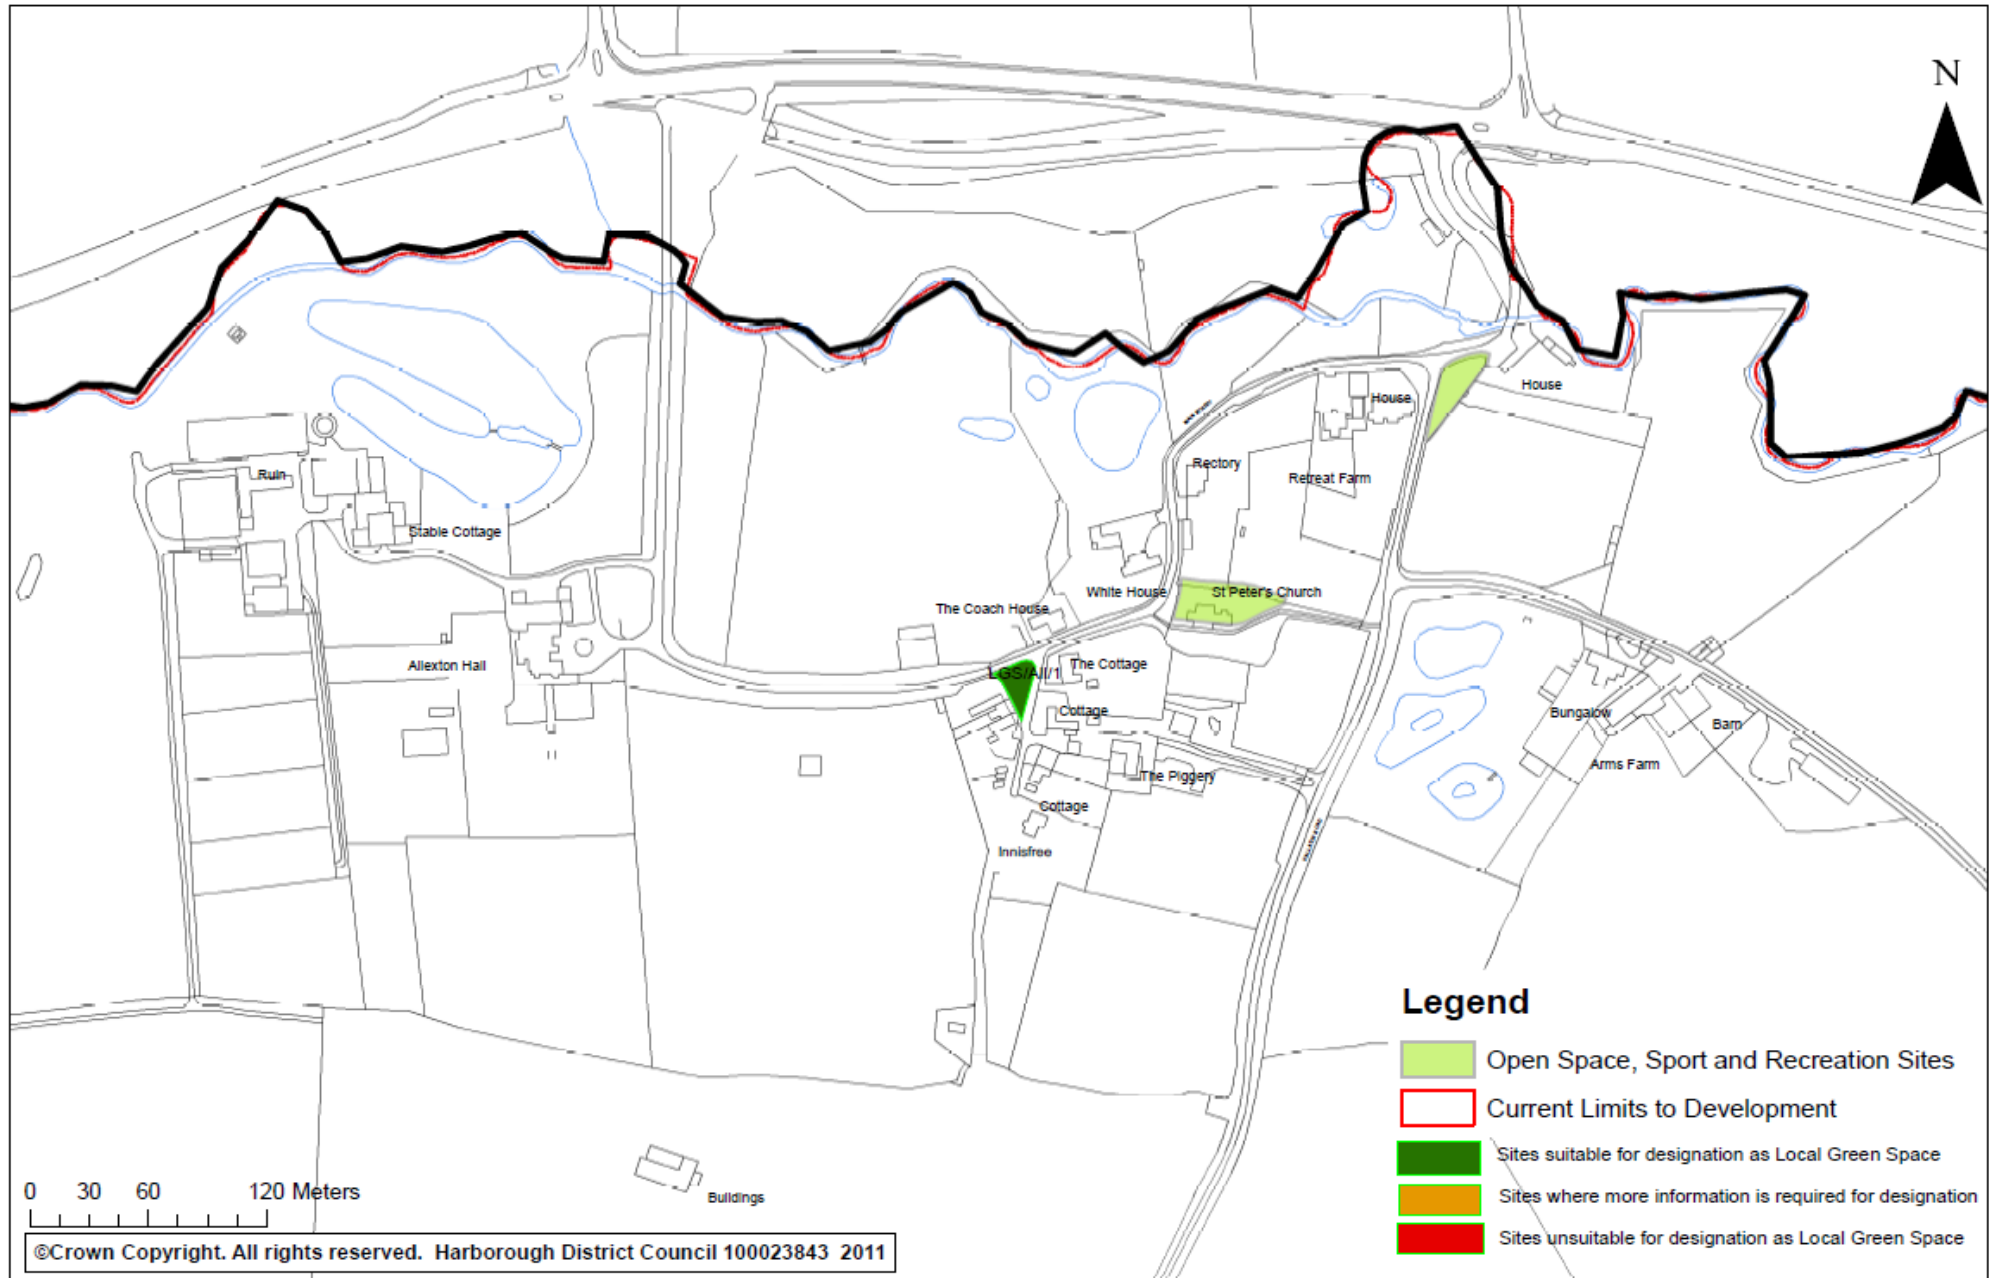 N
House
House
Rectory
Retreat Farm
Ruin
Stable Cottage
White House
St Peter's Church
The Coach House
Allexton Hall
LGS/All/1
The Cottage
Cottage
Bungalow
Barn
Arms Farm
The Piggery
Cottage
Innisfree
Buildings
Legend
Open Space, Sport and Recreation Sites
Current Limits to Development
Sites suitable for designation as Local Green Space
Sites where more information is required for designation
Sites unsuitable for designation as Local Green Space
0 30 60 120 Meters
©Crown Copyright. All rights reserved. Harborough District Council 100023843 2011